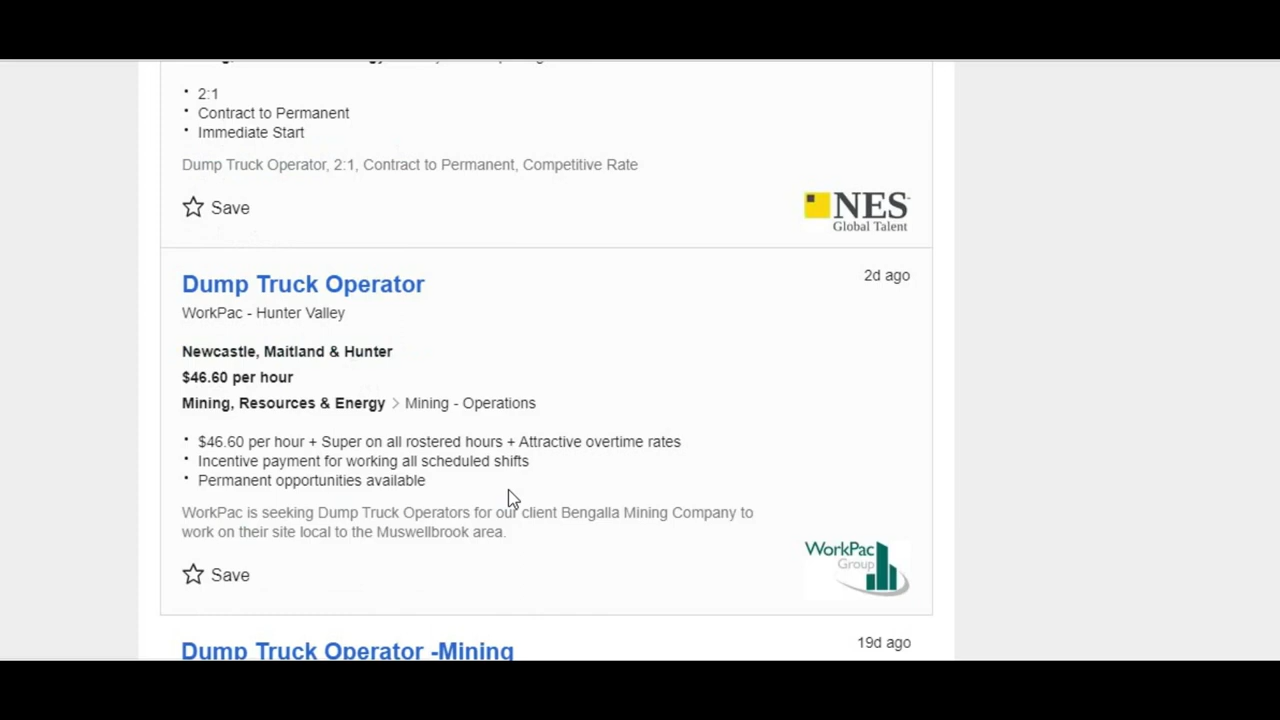 2:1
Contract to Permanent
Immediate Start
Dump Truck Operator, 2:1, Contract to Permanent, Competitive Rate
Save
NES
Global Talent
Dump Truck Operator
2d ago
WorkPac - Hunter Valley
Newcastle, Maitland & Hunter
$46.60 per hour
Mining, Resources & Energy > Mining - Operations
$46.60 per hour + Super on all rostered hours + Attractive overtime rates
Incentive payment for working all scheduled shifts
Permanent opportunities available
WorkPac is seeking Dump Truck Operators for our client Bengalla Mining Company to
work on their site local to the Muswellbrook area.
WorkPac
Group
Save
Dump Truck Operator -Mining
19d ago